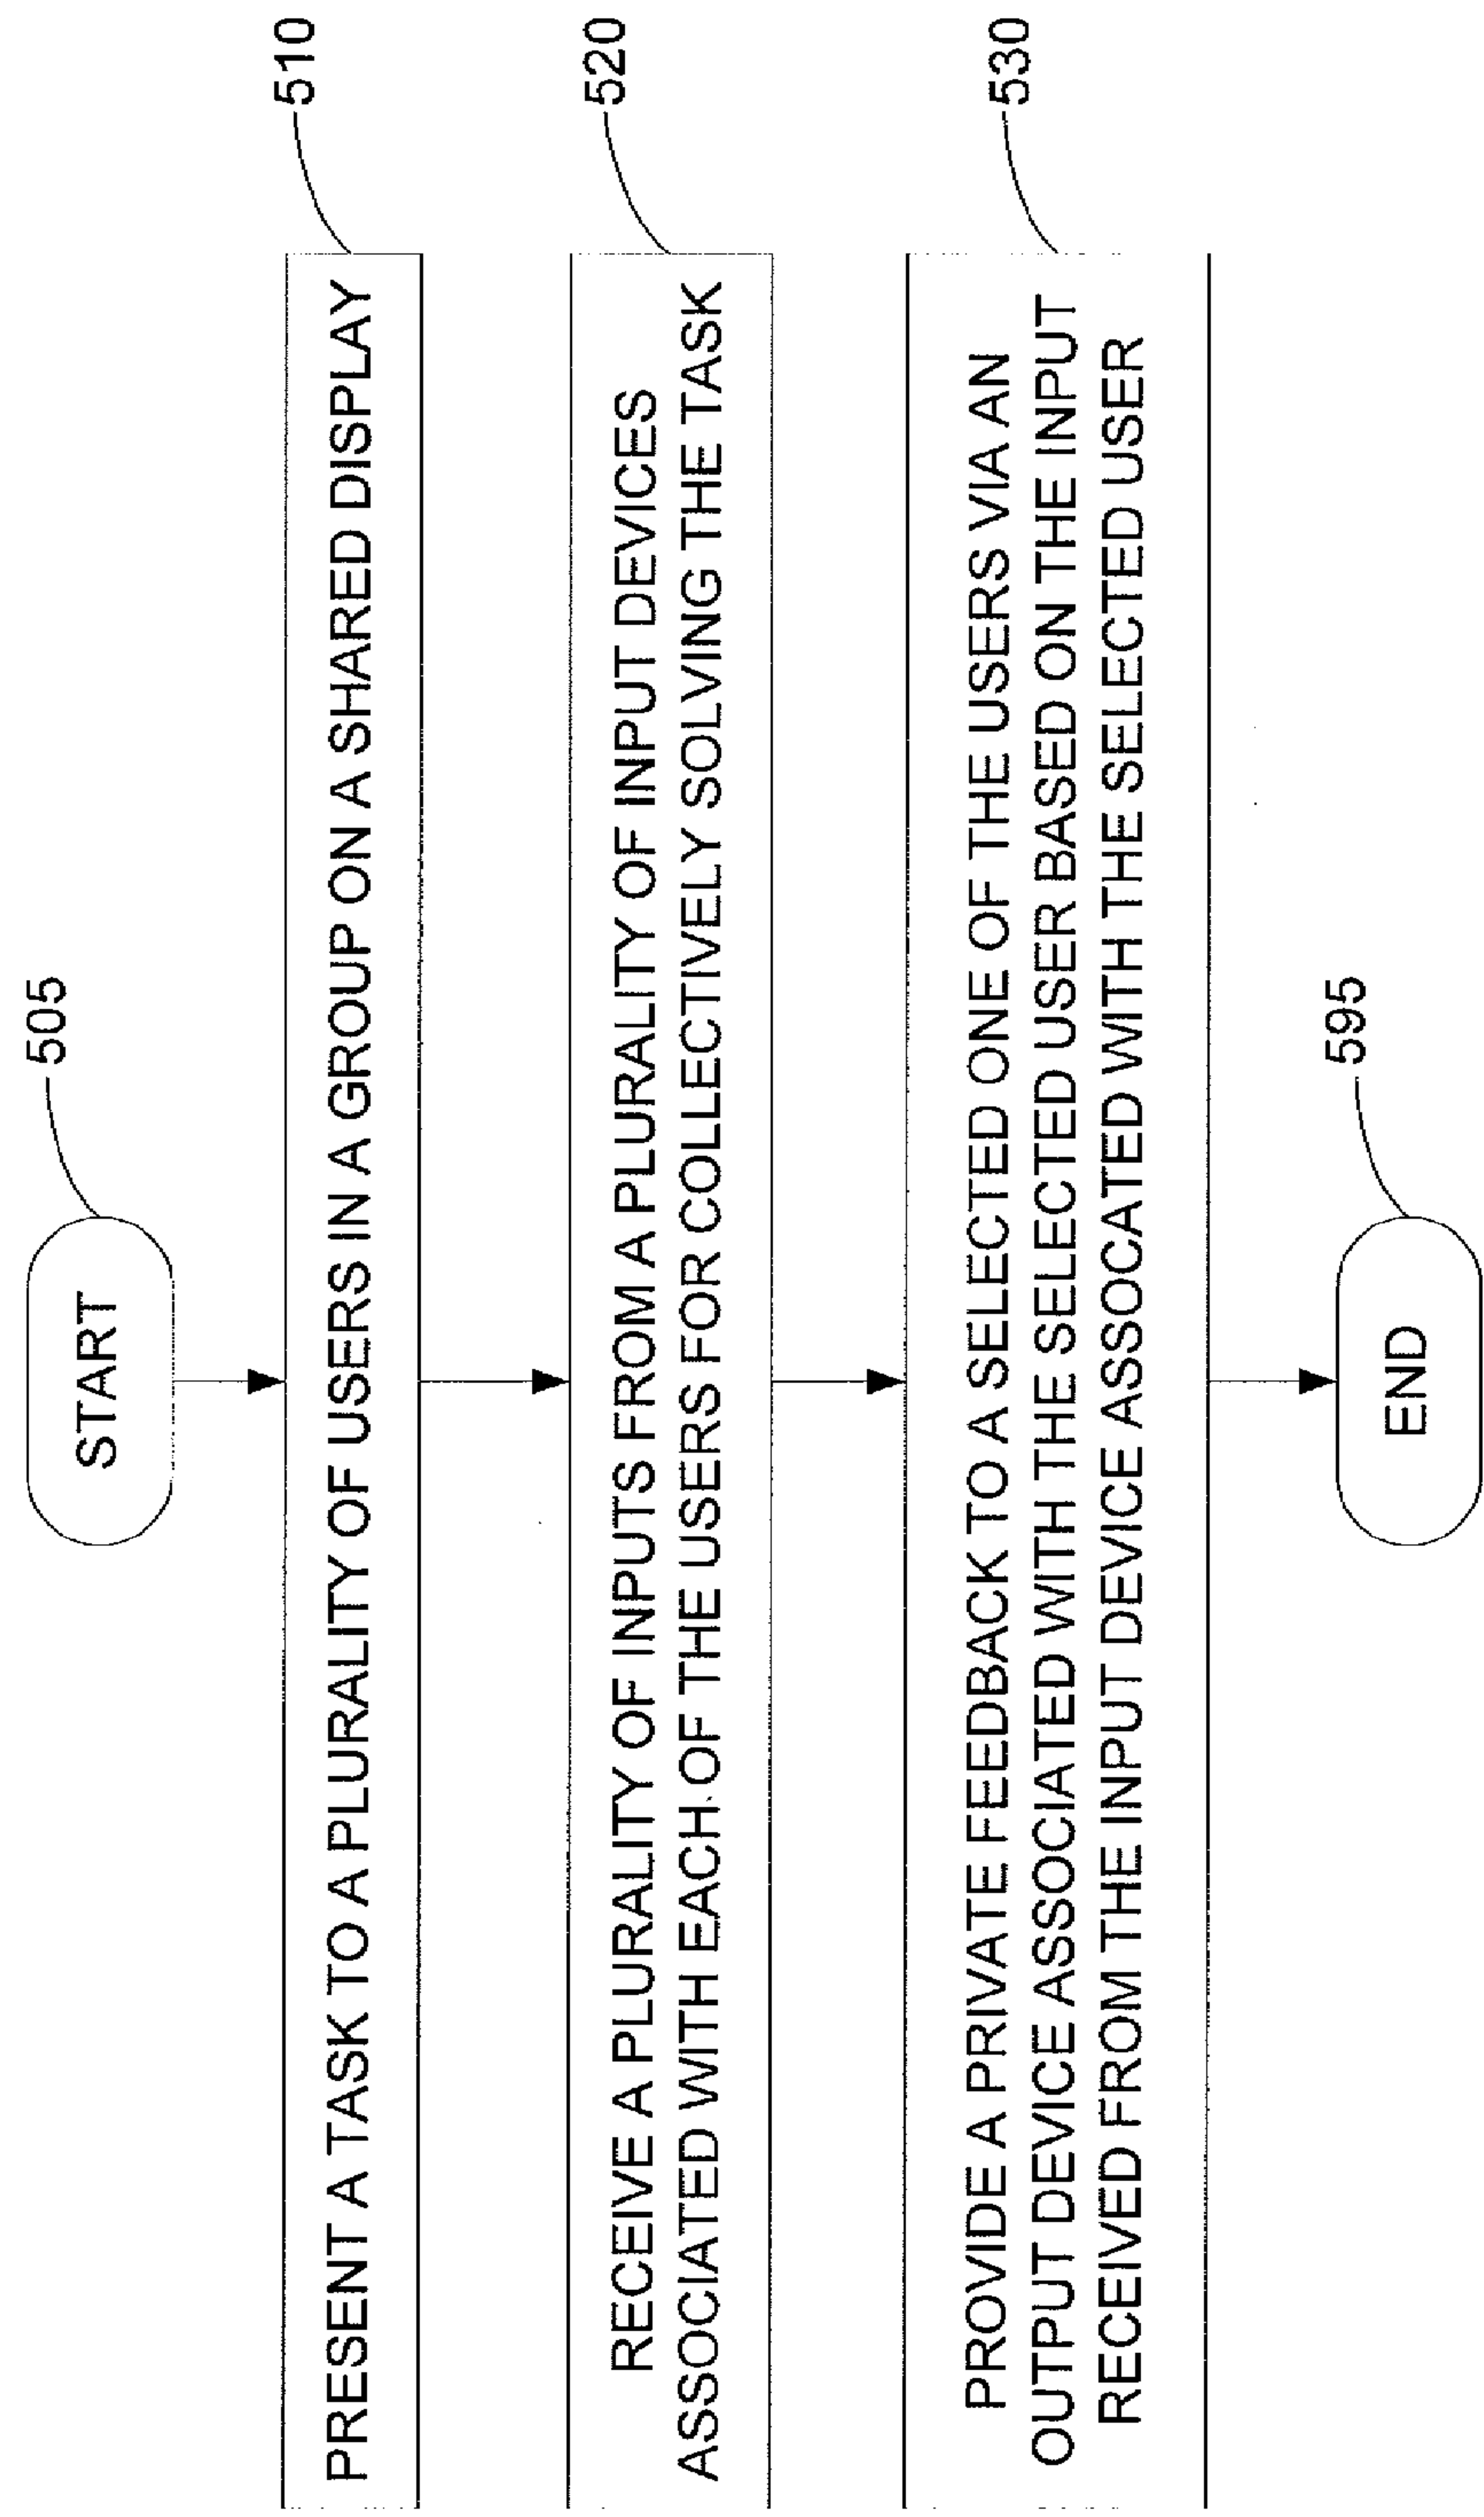 505
START
510
PRESENT A TASK TO A PLURALITY OF USERS IN A GROUP ON A SHARED DISPLAY
520
RECEIVE A PLURALITY OF INPUTS FROM A PLURALITY OF INPUT DEVICES
ASSOCIATED WITH EACH OF THE USERS FOR COLLECTIVELY SOLVING THE TASK
530
PROVIDE A PRIVATE FEEDBACK TO A SELECTED ONE OF THE USERS VIA AN
OUTPUT DEVICE ASSOCIATED WITH THE SELECTED USER BASED ON THE INPUT
RECEIVED FROM THE INPUT DEVICE ASSOCATED WITH THE SELECTED USER
595
END